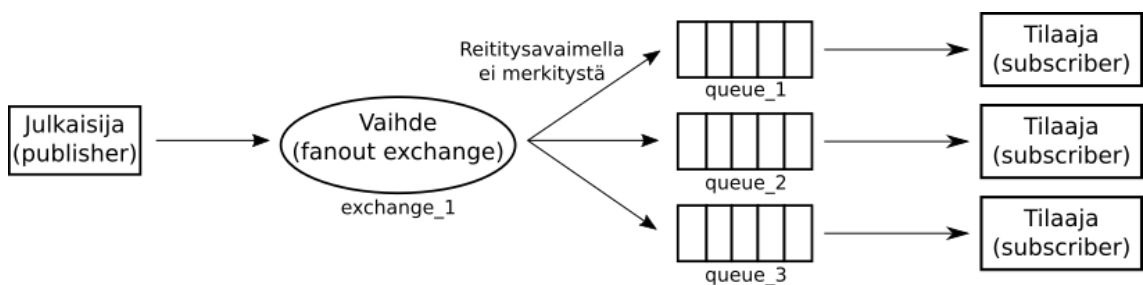 Julkaisija
(publisher)
Vaihde
(fanout exchange)
exchange_1
Reititysavaimella
ei merkitystä
queue_1
Tilaaja
(subscriber)
queue_2
Tilaaja
(subscriber)
queue_3
Tilaaja
(subscriber)